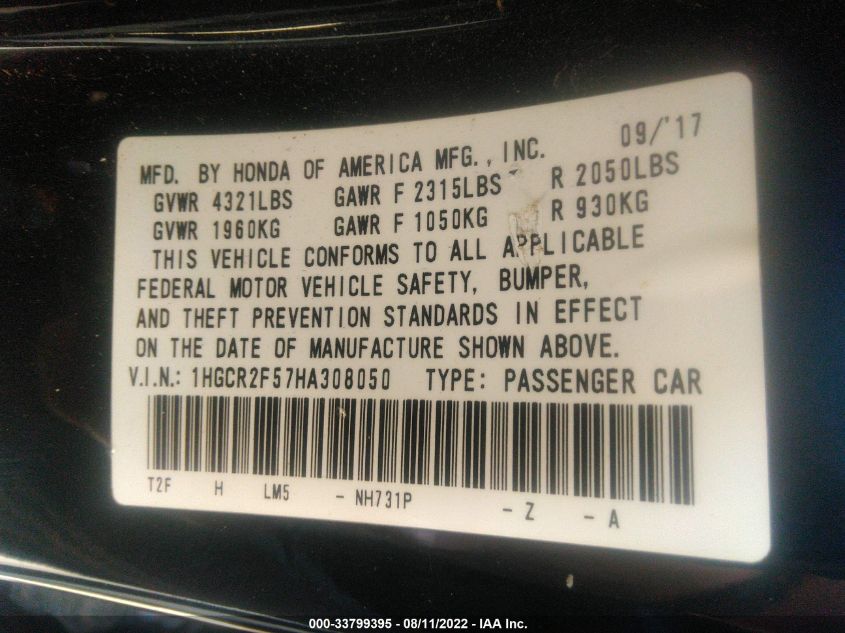 09/'17
MFD. BY HONDA OF AMERICA MFG., INC.
GVWR 4321LBS GAWR F 2315LBS R 2050LBS
GVWR 1960KG GAWR F 1050KG R 930KG
THIS VEHICLE CONFORMS TO ALL APPLICABLE
FEDERAL MOTOR VEHICLE SAFETY, BUMPER,
AND THEFT PREVENTION STANDARDS IN EFFECT
ON THE DATE OF MANUFACTURE SHOWN ABOVE.
V.I.N.: 1HGCR2F57HA308050 TYPE: PASSENGER CAR
T2F H LM5 - NH731P - Z - A
000-33799395 - 08/11/2022 - IAA Inc.